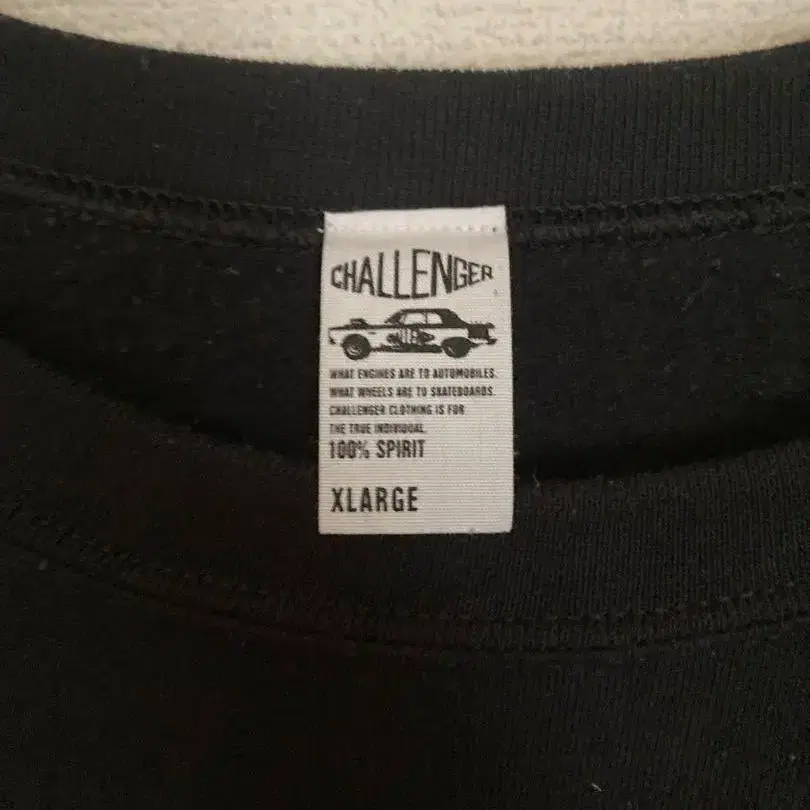 CHALLENGER
WHAT ENGINES ARE TO AUTOMOBILES.
WHAT WHEELS ARE TO SKATEBOARDS.
CHALLENGER CLOTHING IS FOR
THE TRUE INDIVIDUAL.
100% SPIRIT
XLARGE